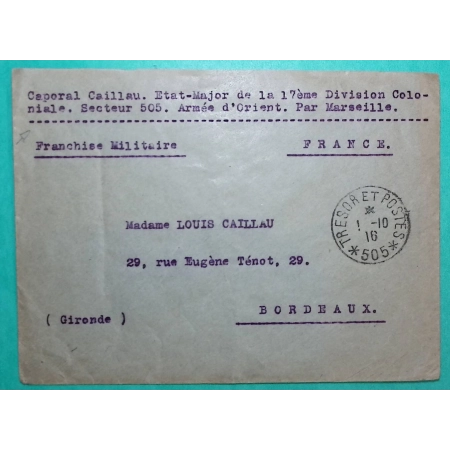 Caporal Caillau. Etat-Major de la 17ème Division Colo-
niale. Secteur 505. Armée d'Orient. Par Marseille.
Franchise Militaire FRANCE.
TRESOR ET POSTES
* 
1 -10
16
*505*
Madame LOUIS CAILLAU
29, rue Eugène Ténot, 29.
BORDEAUX.
( Gironde )